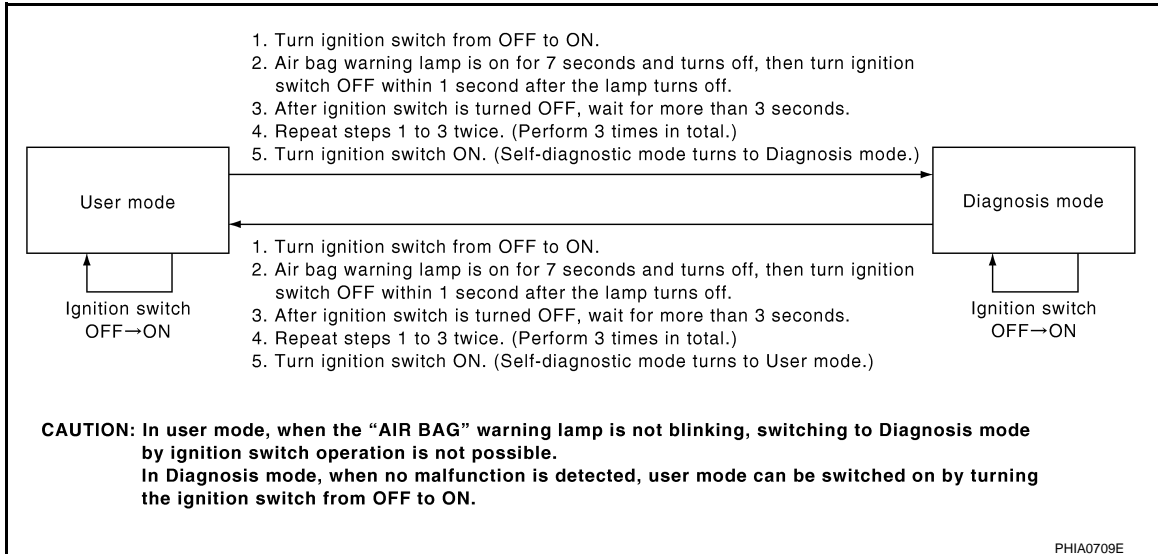 1. Turn ignition switch from OFF to ON.
2. Air bag warning lamp is on for 7 seconds and turns off, then turn ignition
switch OFF within 1 second after the lamp turns off.
3. After ignition switch is turned OFF, wait for more than 3 seconds.
4. Repeat steps 1 to 3 twice. (Perform 3 times in total.)
5. Turn ignition switch ON. (Self-diagnostic mode turns to Diagnosis mode.)
User mode
Diagnosis mode
1. Turn ignition switch from OFF to ON.
2. Air bag warning lamp is on for 7 seconds and turns off, then turn ignition
switch OFF within 1 second after the lamp turns off.
3. After ignition switch is turned OFF, wait for more than 3 seconds.
4. Repeat steps 1 to 3 twice. (Perform 3 times in total.)
5. Turn ignition switch ON. (Self-diagnostic mode turns to User mode.)
Ignition switch
OFF→ON
Ignition switch
OFF→ON
CAUTION: In user mode, when the “AIR BAG” warning lamp is not blinking, switching to Diagnosis mode
by ignition switch operation is not possible.
In Diagnosis mode, when no malfunction is detected, user mode can be switched on by turning
the ignition switch from OFF to ON.
PHIA0709E